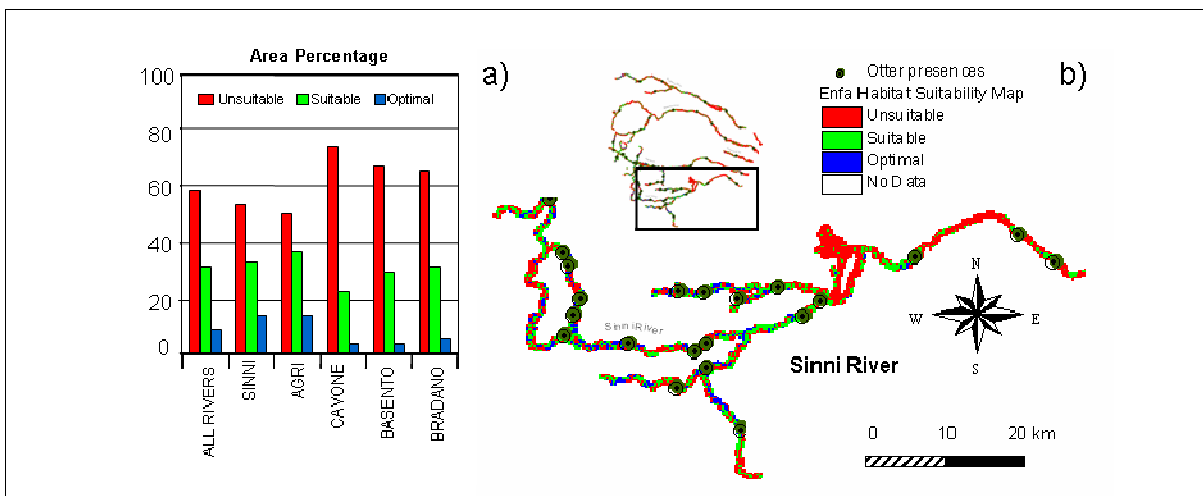 Area Percentage
100
80
60
40
20
0
Unsuitable
Suitable
Optimal
ALL RIVERS
SINNI
AGRI
CAVONE
BASENTO
BRADANO
a)
b)
Otter presences
Enfa Habitat Suitability Map
Unsuitable
Suitable
Optimal
No Data
Sinni River
N
W
E
S
Sinni River
0 10 20 km